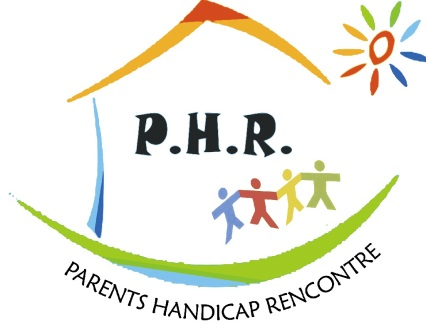 P.H.R.
PARENTS HANDICAP RENCONTRE